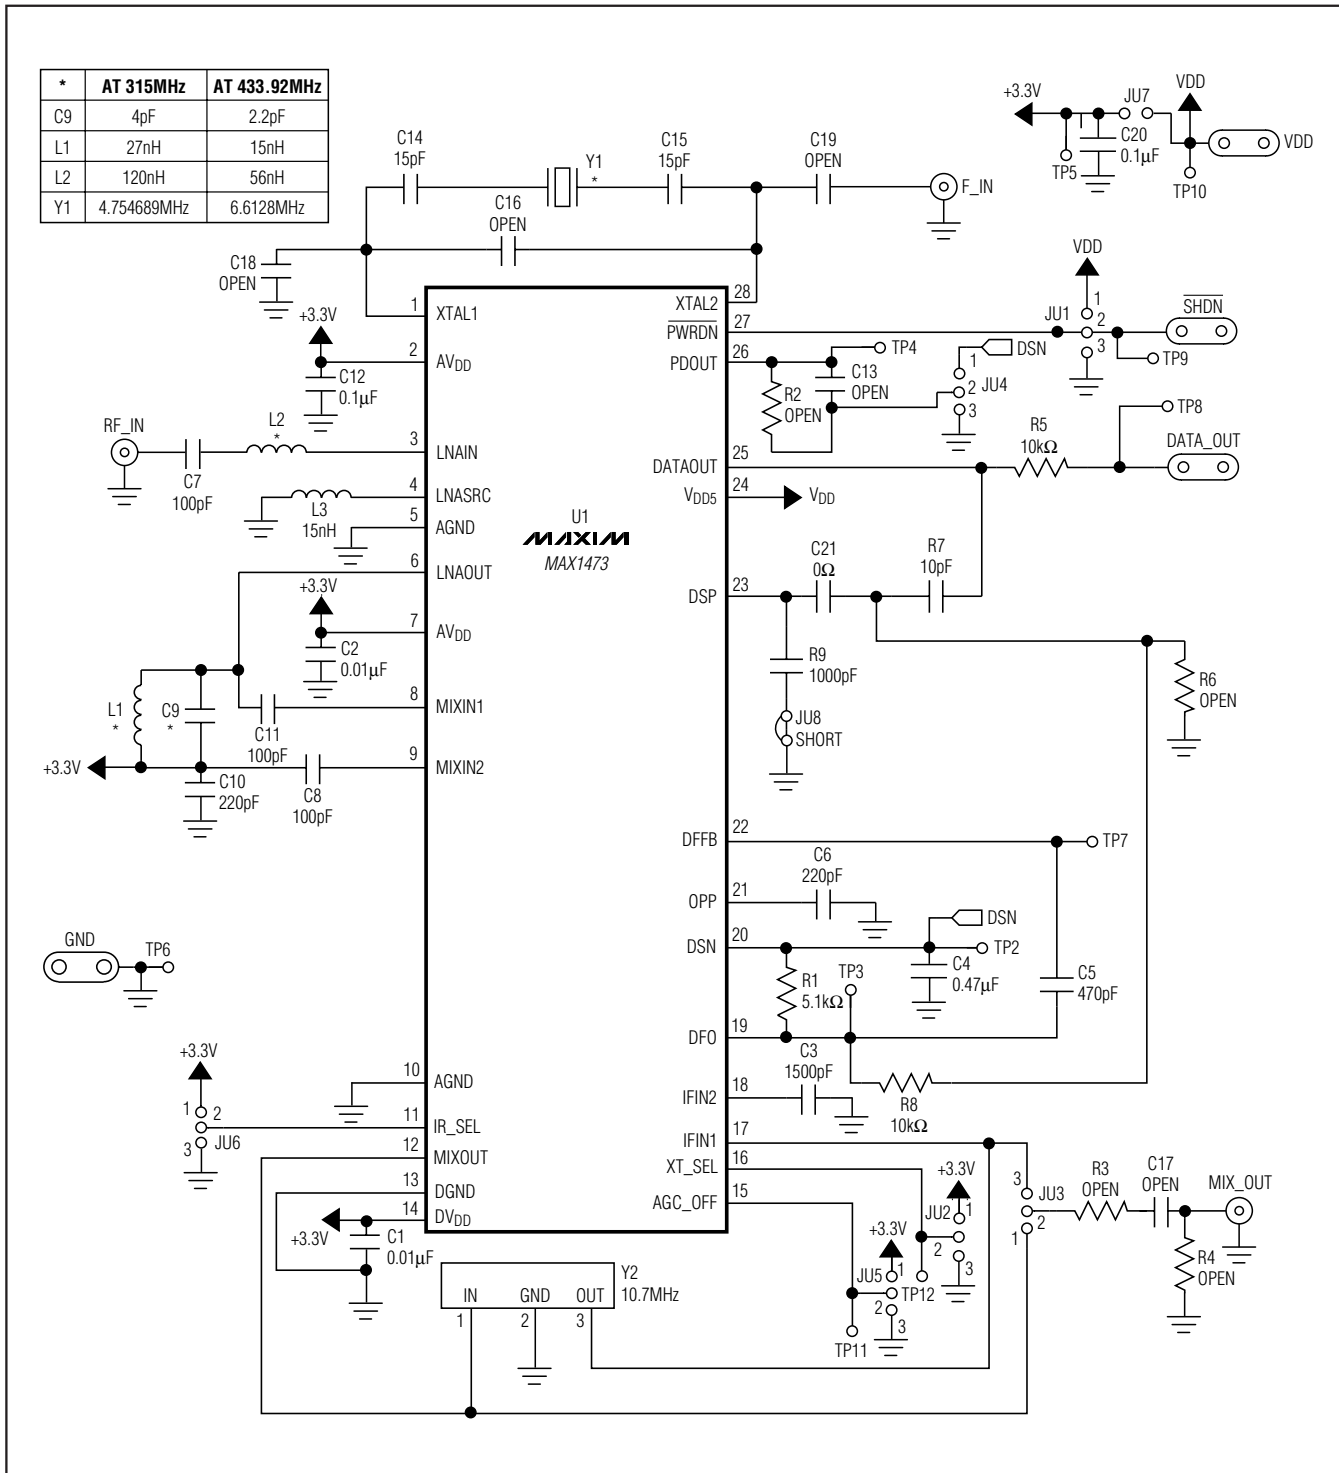 * AT 315MHz AT 433.92MHz
C9 4pF 2.2pF
L1 27nH 15nH
L2 120nH 56nH
Y1 4.754689MHz 6.6128MHz
C14
15pF
Y1
*
C15
15pF
C19
OPEN
F_IN
C16
OPEN
C18
OPEN
+3.3V
JU7
VDD
C20
0.1µF
TP5
VDD
TP10
1
XTAL1
+3.3V
2
AVDD
C12
0.1µF
RF_IN
C7
100pF
L2
*
3
LNAIN
4
LNASRC
L3
15nH
5
AGND
6
LNAOUT
+3.3V
7
AVDD
C2
0.01µF
L1
*
C9
*
C11
100pF
8
MIXIN1
+3.3V
C10
220pF
C8
100pF
9
MIXIN2
U1
MAXIM
MAX1473
28
XTAL2
27
PWRDN
VDD
JU1
1
2
3
SHDN
TP9
26
PDOUT
TP4
R2
OPEN
C13
OPEN
DSN
1
2
JU4
3
TP8
25
DATAOUT
R5
10kΩ
DATA_OUT
24
VDD5
VDD
23
DSP
C21
0Ω
R7
10pF
R9
1000pF
JU8
SHORT
R6
OPEN
22
DFFB
TP7
21
OPP
C6
220pF
20
DSN
DSN
TP2
R1
5.1kΩ
TP3
C4
0.47µF
C5
470pF
19
DFO
C3
1500pF
18
IFIN2
R8
10kΩ
17
IFIN1
16
XT_SEL
15
AGC_OFF
GND
TP6
+3.3V
1
2
3
JU6
10
AGND
11
IR_SEL
12
MIXOUT
13
DGND
14
DVDD
+3.3V
C1
0.01µF
Y2
10.7MHz
IN GND OUT
1 2 3
+3.3V
JU2
1
2
3
+3.3V
JU5
1
2
3
TP12
TP11
3
JU3
2
1
R3
OPEN
C17
OPEN
MIX_OUT
R4
OPEN